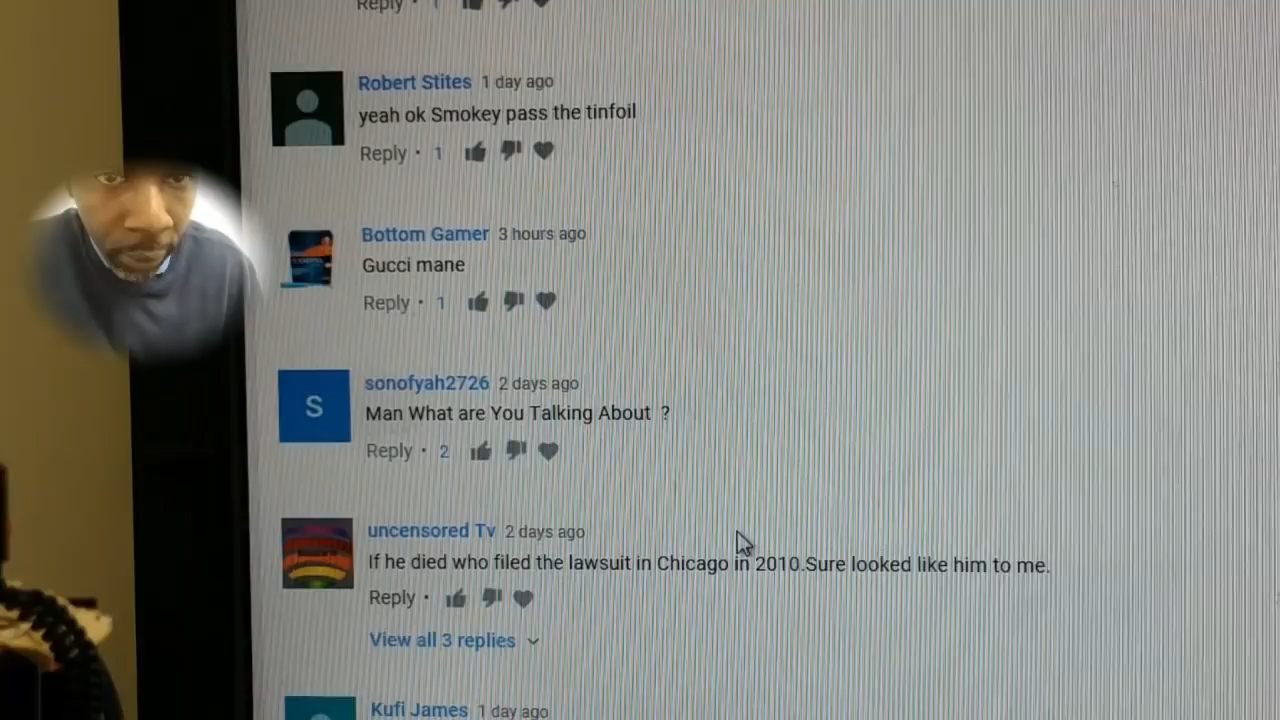 Reply · 1
Robert Stites 1 day ago
yeah ok Smokey pass the tinfoil
Reply · 1
Bottom Gamer 3 hours ago
Gucci mane
Reply · 1
S
sonofyah2726 2 days ago
Man What are You Talking About ?
Reply · 2
uncensored Tv 2 days ago
If he died who filed the lawsuit in Chicago in 2010.Sure looked like him to me.
Reply ·
View all 3 replies
Kufi James 1 day ago